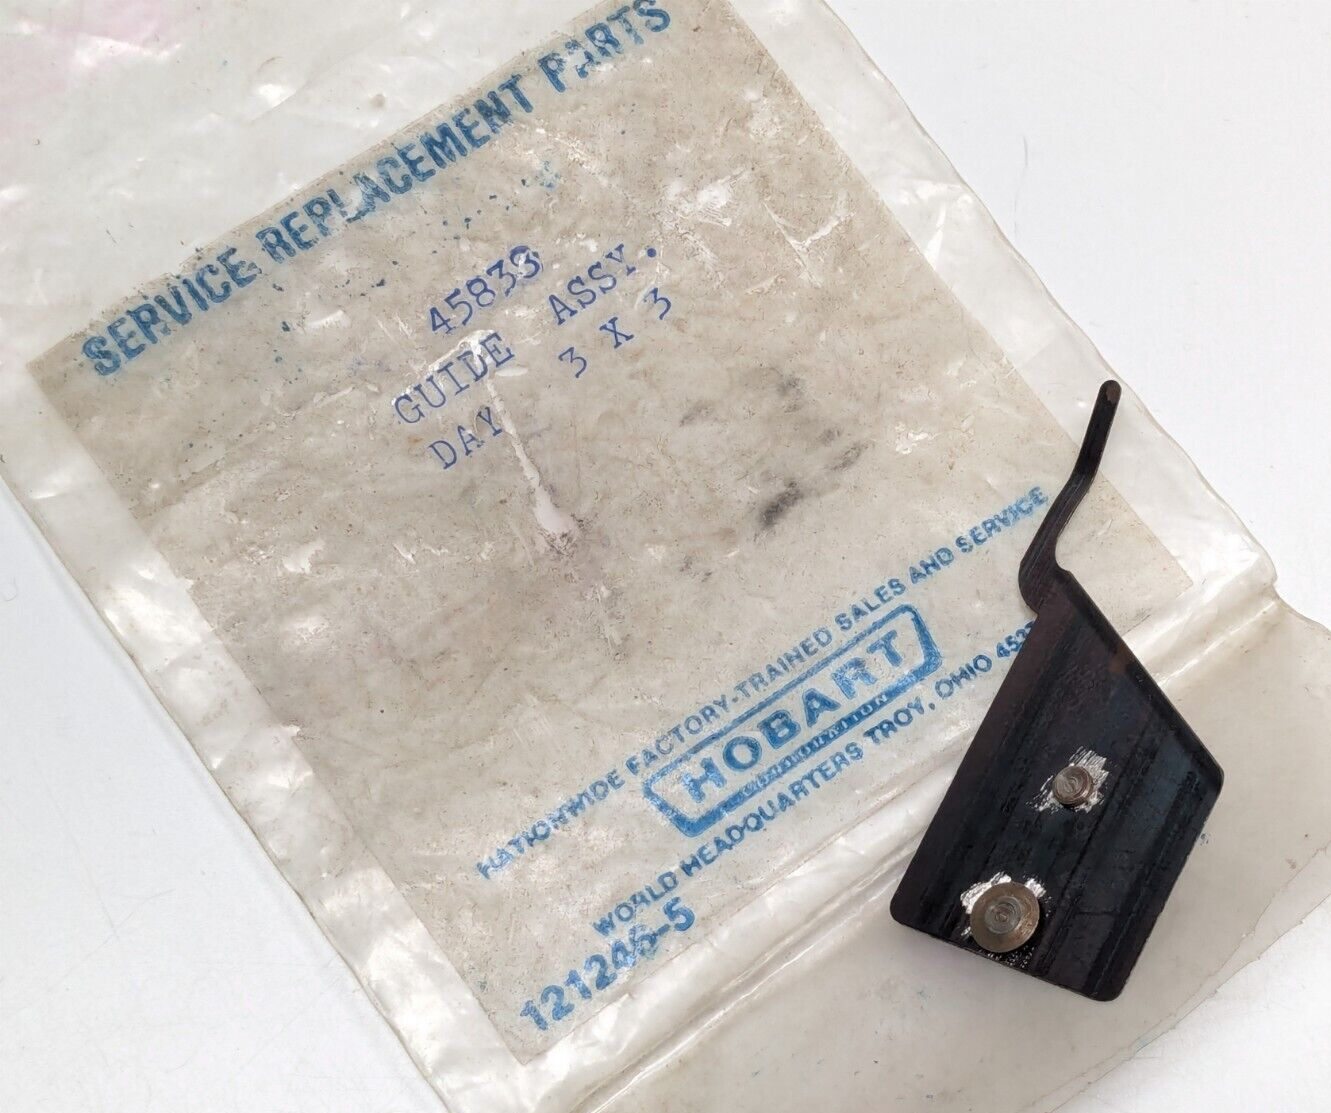 SERVICE REPLACEMENT PARTS
45833
GUIDE ASSY.
DAY 3 X 3
NATIONWIDE FACTORY-TRAINED SALES AND SERVICE
HOBART
CORPORATION
WORLD HEADQUARTERS TROY, OHIO
121246-5